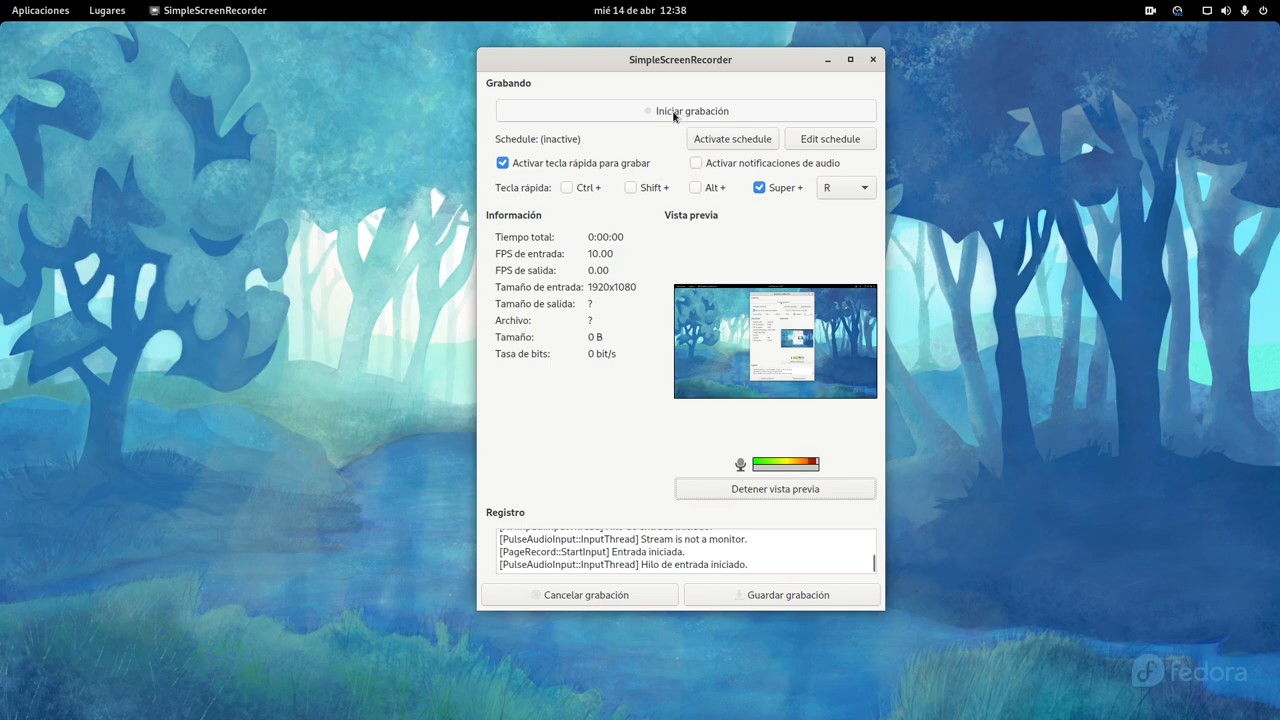 Aplicaciones Lugares SimpleScreenRecorder mié 14 de abr 12:38
SimpleScreenRecorder
Grabando
Iniciar grabación
Schedule: (inactive) Activate schedule Edit schedule
Activar tecla rápida para grabar Activar notificaciones de audio
Tecla rápida: Ctrl + Shift + Alt + Super + R
Información Vista previa
Tiempo total: 0:00:00
FPS de entrada: 10.00
FPS de salida: 0.00
Tamaño de entrada: 1920x1080
Tamaño de salida: ?
Archivo: ?
Tamaño: 0 B
Tasa de bits: 0 bit/s
Detener vista previa
Registro
[PulseAudioInput::InputThread] Stream is not a monitor.
[PageRecord::StartInput] Entrada iniciada.
[PulseAudioInput::InputThread] Hilo de entrada iniciado.
Cancelar grabación Guardar grabación
fedora